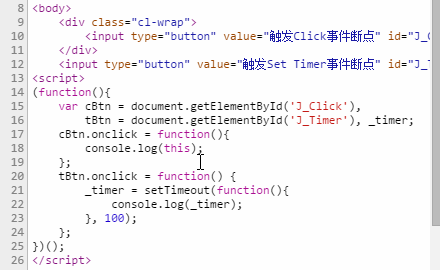 8 <body>
9 <div class="cl-wrap">
10 <input type="button" value="触发Click事件断点" id="J_C
11 </div>
12 <input type="button" value="触发Set Timer事件断点" id="J_T
13 <script>
14 (function(){
15 var cBtn = document.getElementById('J_Click'),
16 tBtn = document.getElementById('J_Timer'), _timer;
17 cBtn.onclick = function(){
18 console.log(this);
19 };
20 tBtn.onclick = function() {
21 _timer = setTimeout(function(){
22 console.log(_timer);
23 }, 100);
24 };
25 })();
26 </script>